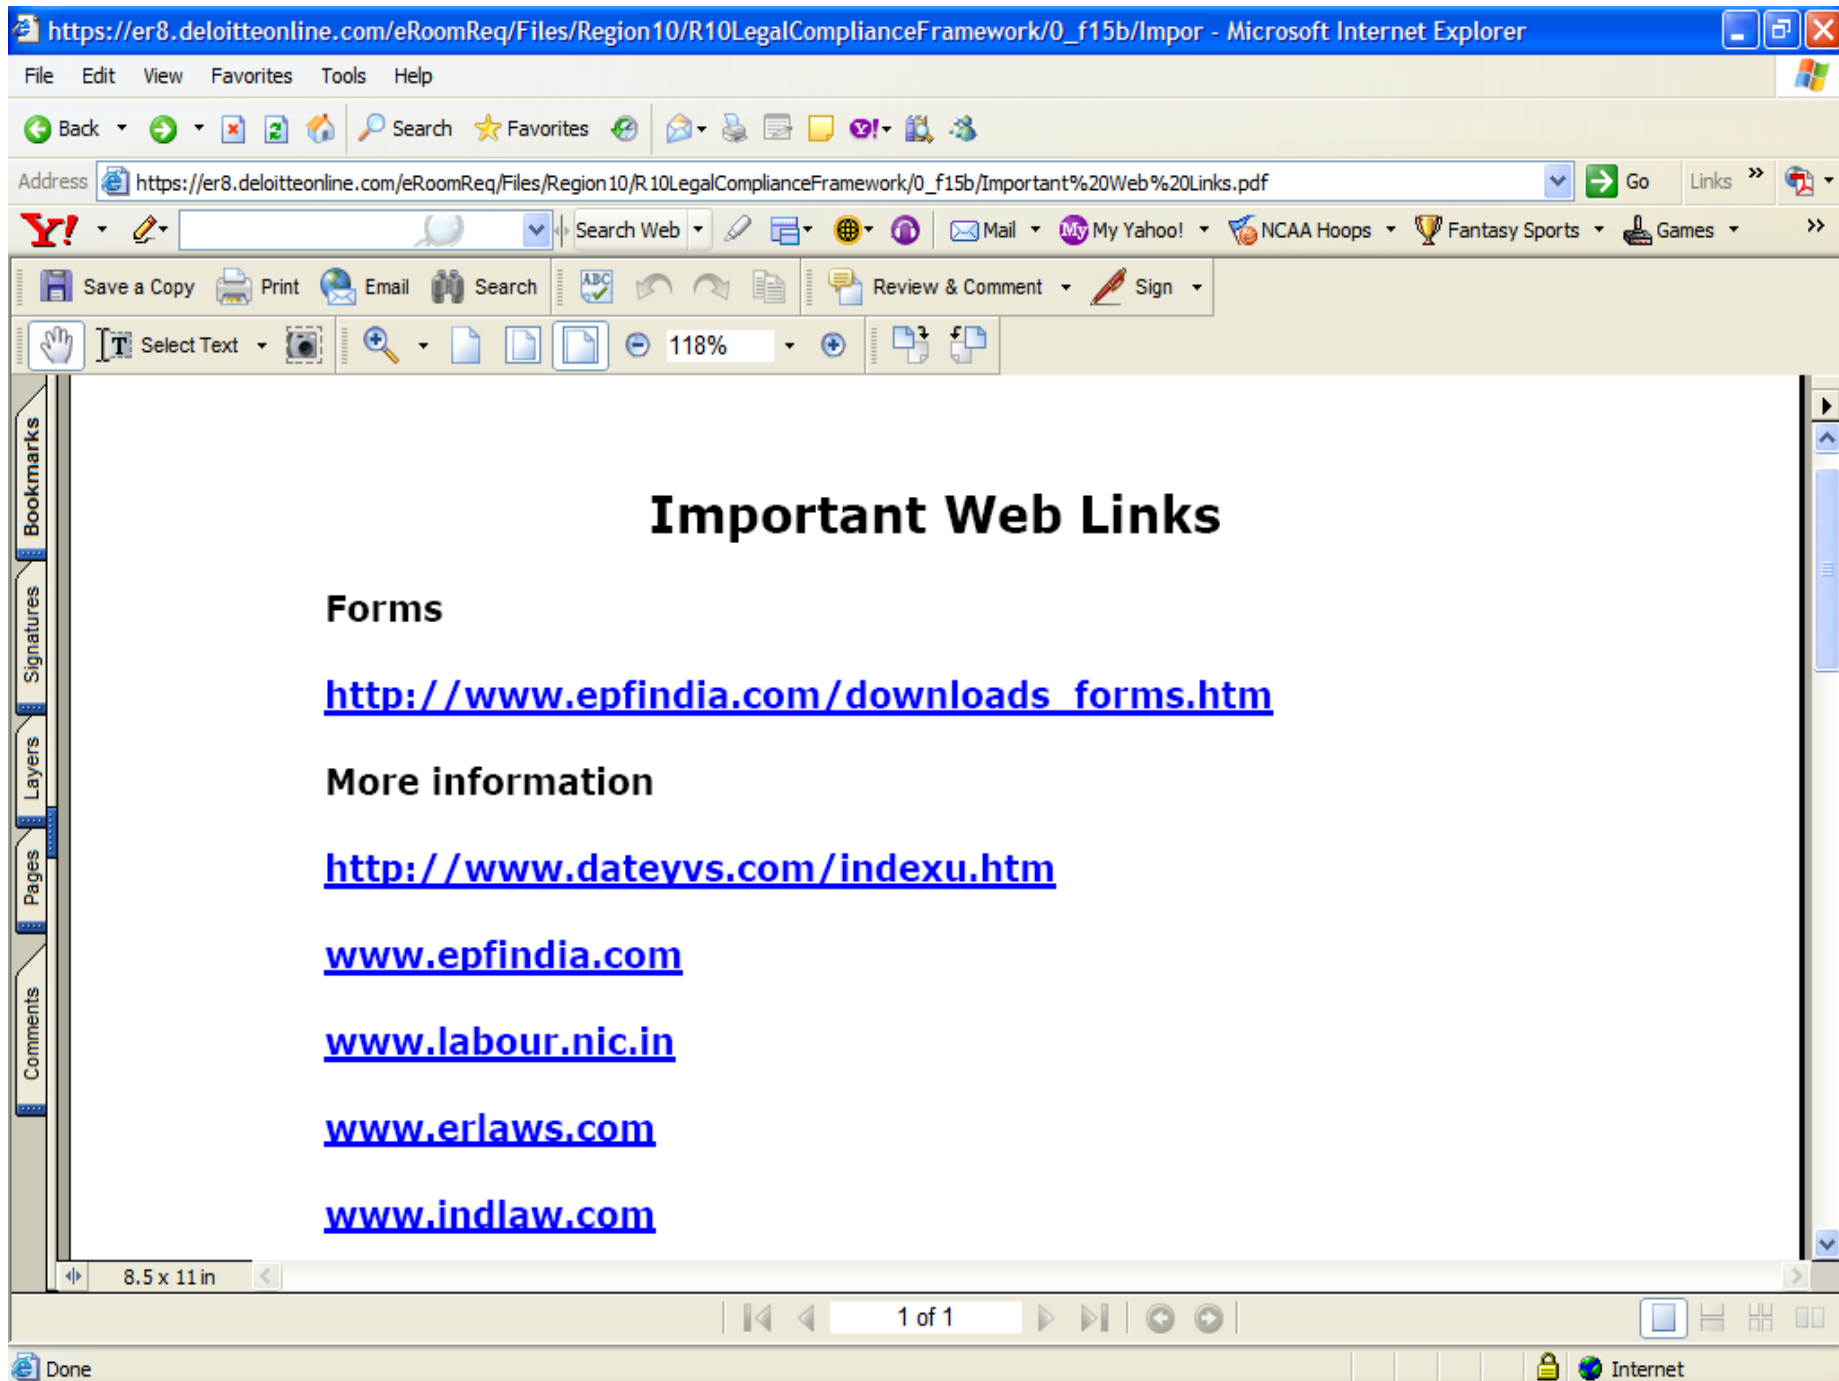 https://er8.deloitteonline.com/eRoomReq/Files/Region10/R10LegalComplianceFramework/0_f15b/Impor - Microsoft Internet Explorer
File Edit View Favorites Tools Help
Back Search Favorites
Address https://er8.deloitteonline.com/eRoomReq/Files/Region10/R10LegalComplianceFramework/0_f15b/Important%20Web%20Links.pdf Go Links »
Y! Search Web Mail My My Yahoo! NCAA Hoops Fantasy Sports Games »
Save a Copy Print Email Search ABC Review & Comment Sign
T Select Text 118%
Bookmarks
Signatures
Layers
Pages
Comments
Important Web Links
Forms
http://www.epfindia.com/downloads_forms.htm
More information
http://www.dateyvs.com/indexu.htm
www.epfindia.com
www.labour.nic.in
www.erlaws.com
www.indlaw.com
8.5 x 11 in
1 of 1
Done Internet